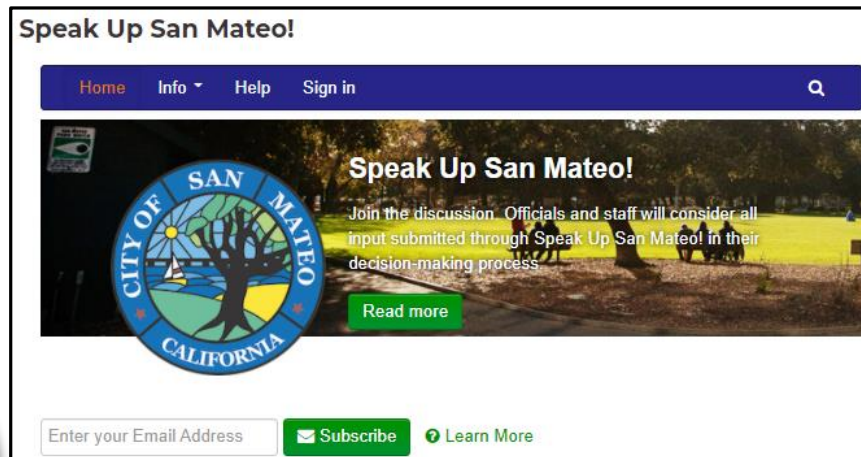 Speak Up San Mateo!
Home Info Help Sign in
Speak Up San Mateo!
Join the discussion. Officials and staff will consider all
input submitted through Speak Up San Mateo! in their
decision-making process.
Read more
CITY OF SAN MATEO
CALIFORNIA
Enter your Email Address Subscribe Learn More